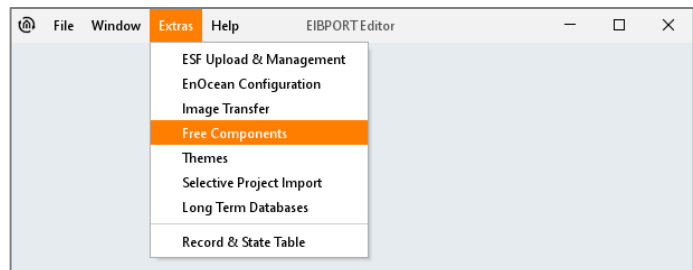 File Window Extras Help EIBPORT Editor
ESF Upload & Management
EnOcean Configuration
Image Transfer
Free Components
Themes
Selective Project Import
Long Term Databases
Record & State Table